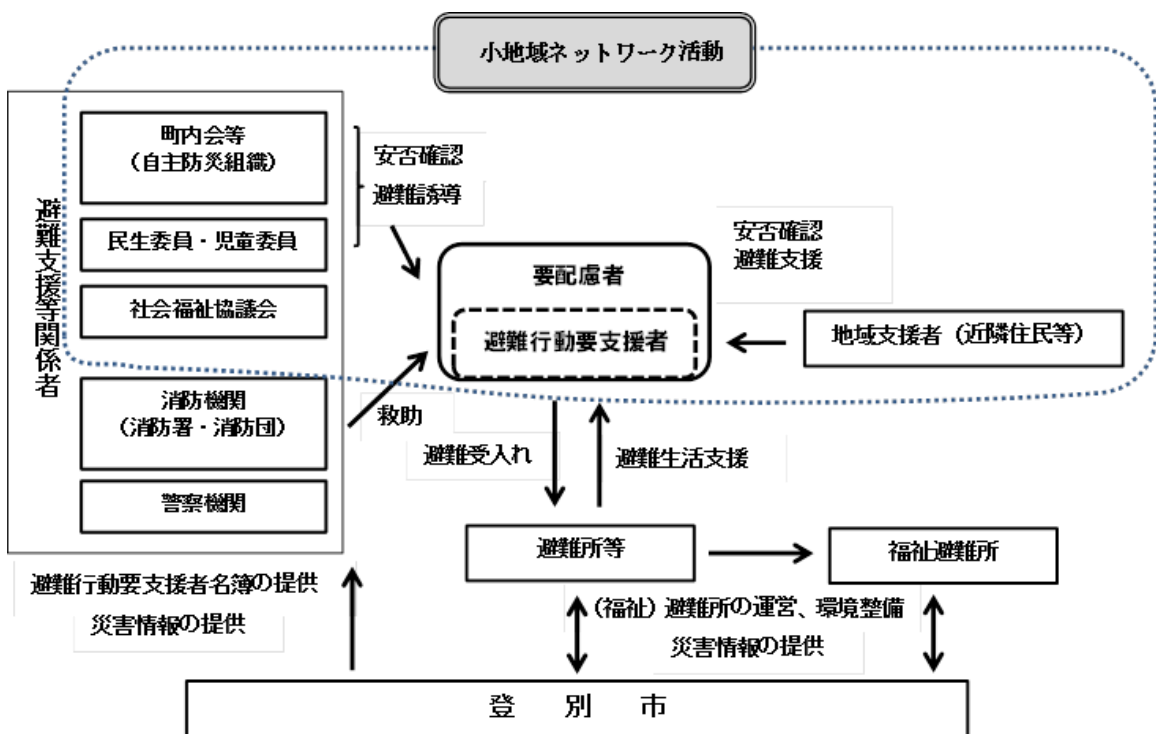 小地域ネットワーク活動
避難支援等関係者
町内会等
（自主防災組織）
民生委員・児童委員
社会福祉協議会
消防機関
（消防署・消防団）
警察機関
安否確認
避難誘導
要配慮者
避難行動要支援者
安否確認
避難支援
地域支援者（近隣住民等）
救助
避難受入れ
避難生活支援
避難所等
福祉避難所
避難行動要支援者名簿の提供
災害情報の提供
（福祉）避難所の運営、環境整備
災害情報の提供
登　別　市